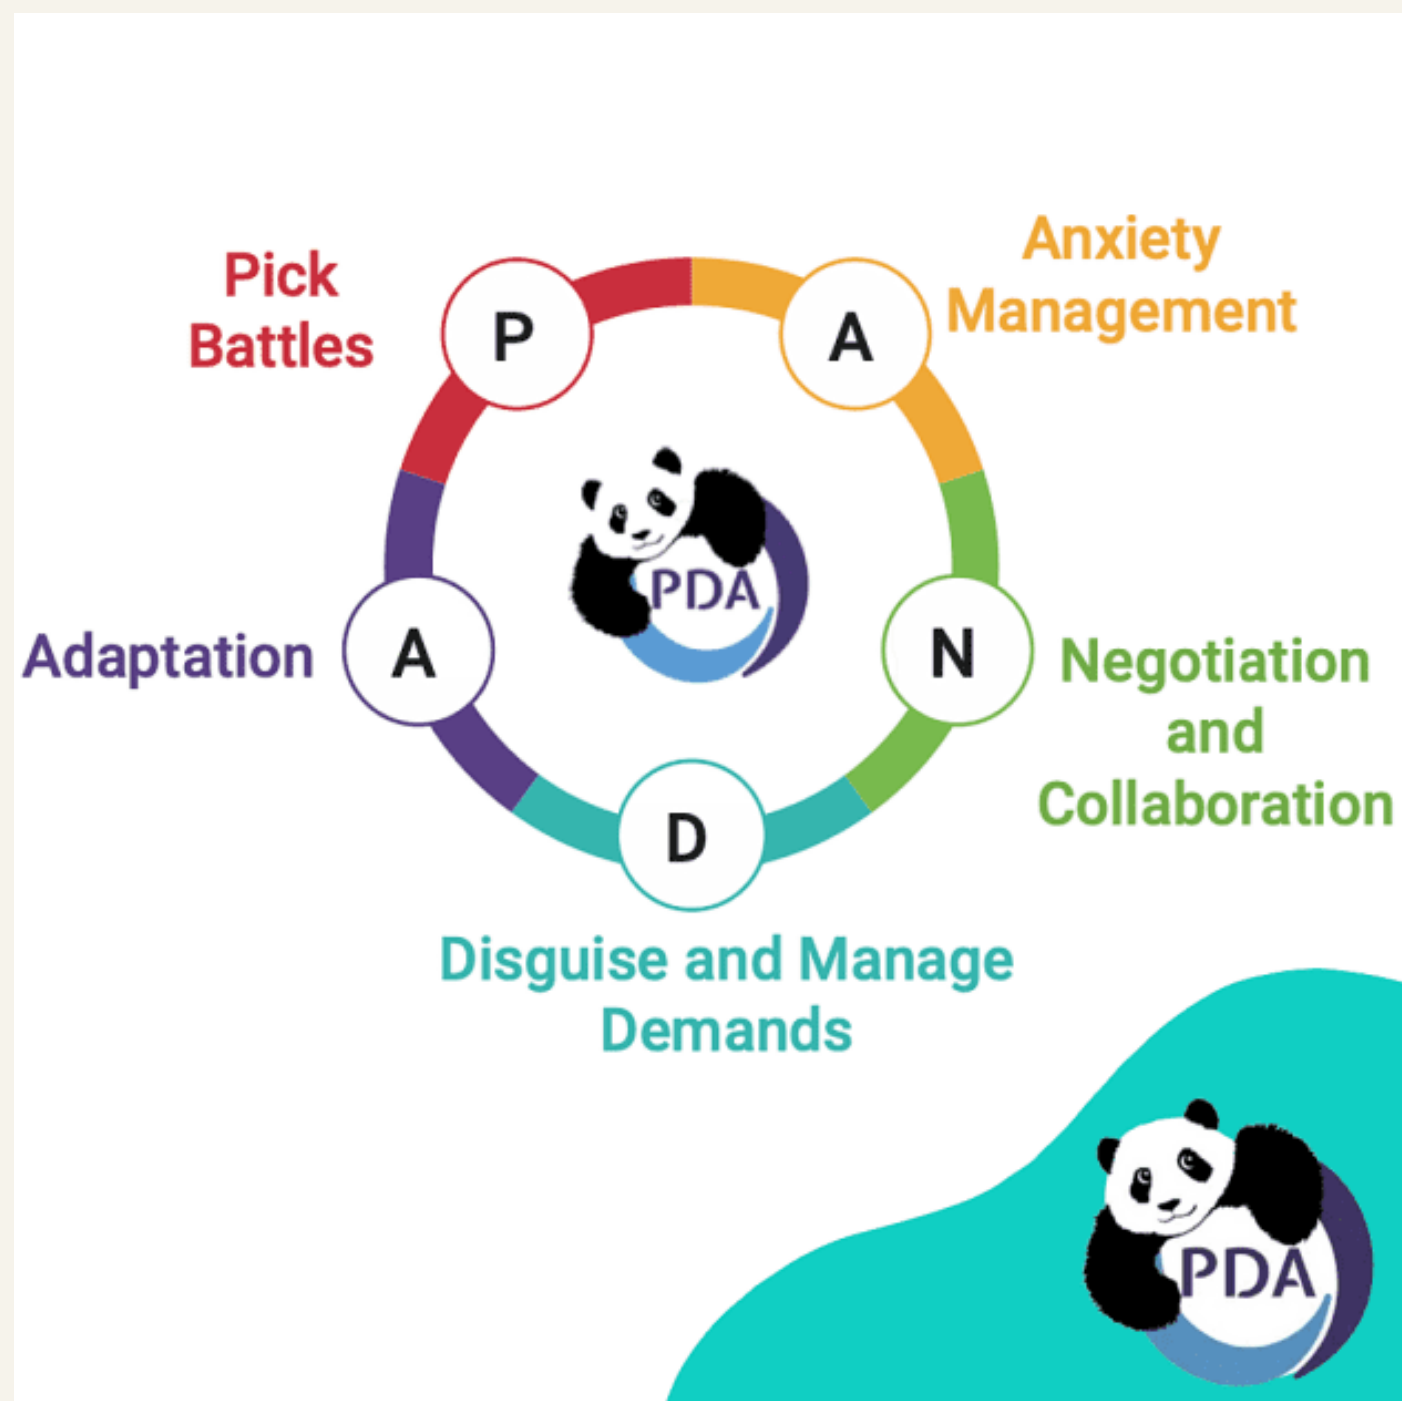 Pick
Battles
P
Anxiety
Management
A
Negotiation
and
Collaboration
N
Disguise and Manage
Demands
D
Adaptation
A
PDA
PDA